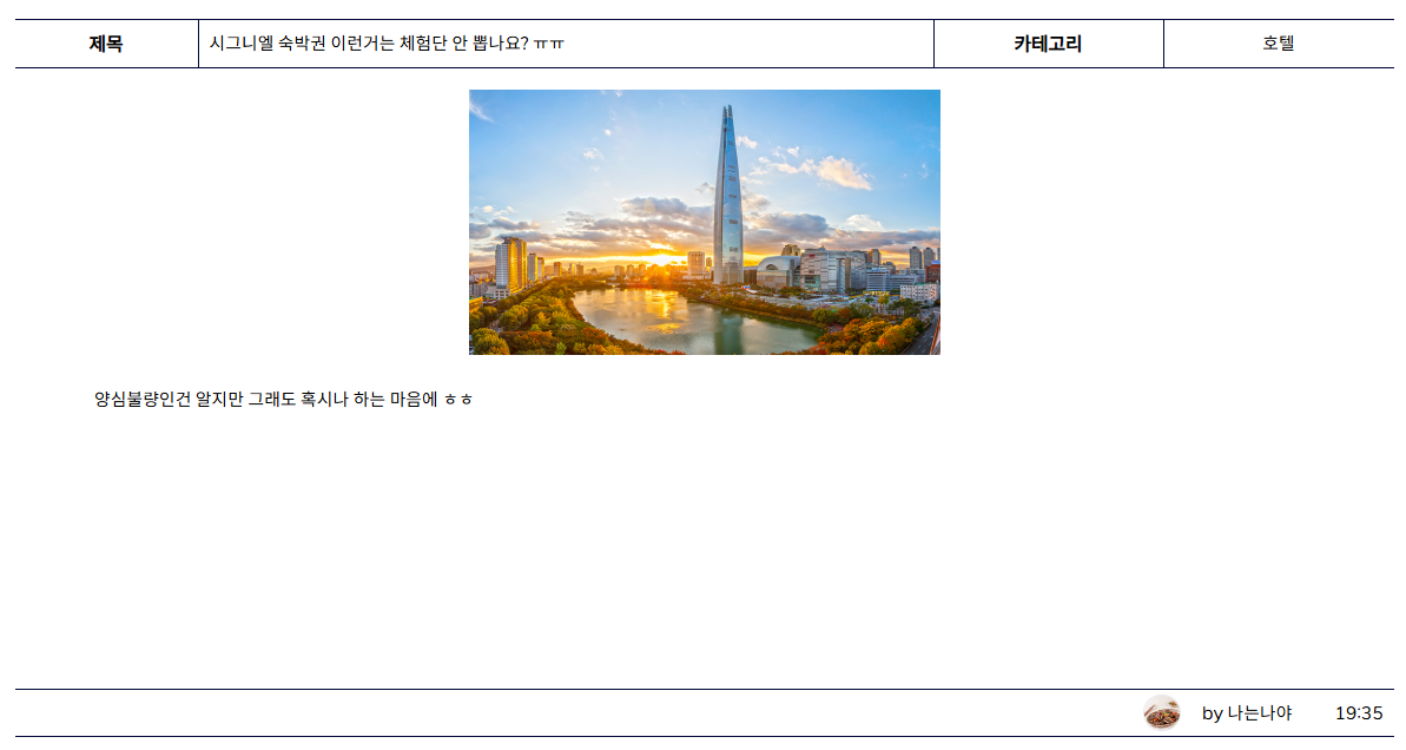 제목 시그니엘 숙박권 이런거는 체험단 안 뽑나요? ㅠㅠ 카테고리 호텔
양심불량인건 알지만 그래도 혹시나 하는 마음에 ㅎㅎ
by 나는나야 19:35